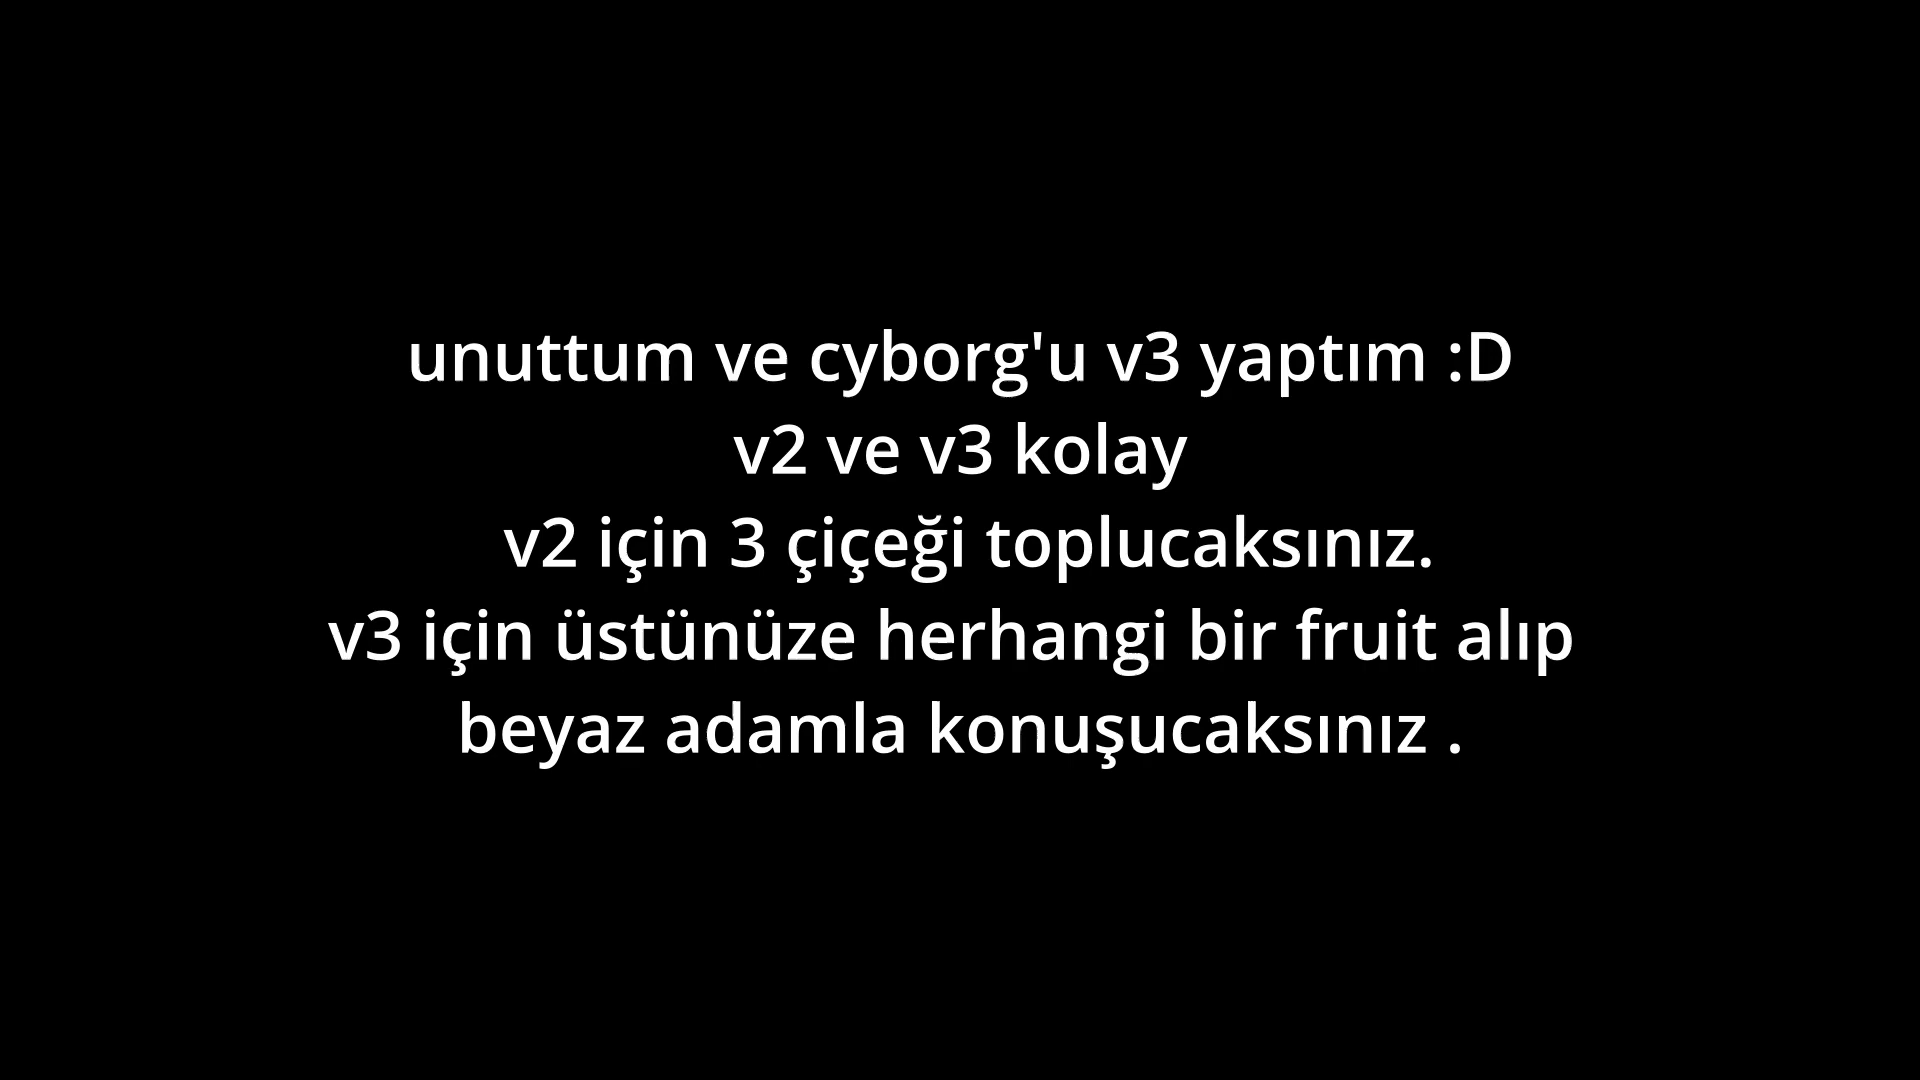 unuttum ve cyborg'u v3 yaptım :D
v2 ve v3 kolay
v2 için 3 çiçeği toplucaksınız.
v3 için üstünüze herhangi bir fruit alıp
beyaz adamla konuşucaksınız .